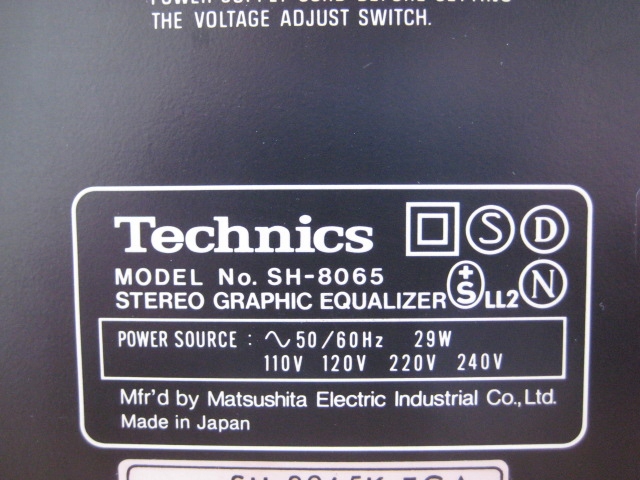 THE VOLTAGE ADJUST SWITCH.
Technics S D
MODEL No. SH-8065
STEREO GRAPHIC EQUALIZER +S LL2 N
POWER SOURCE : ∿ 50/60Hz 29W
110V 120V 220V 240V
Mfr'd by Matsushita Electric Industrial Co., Ltd.
Made in Japan